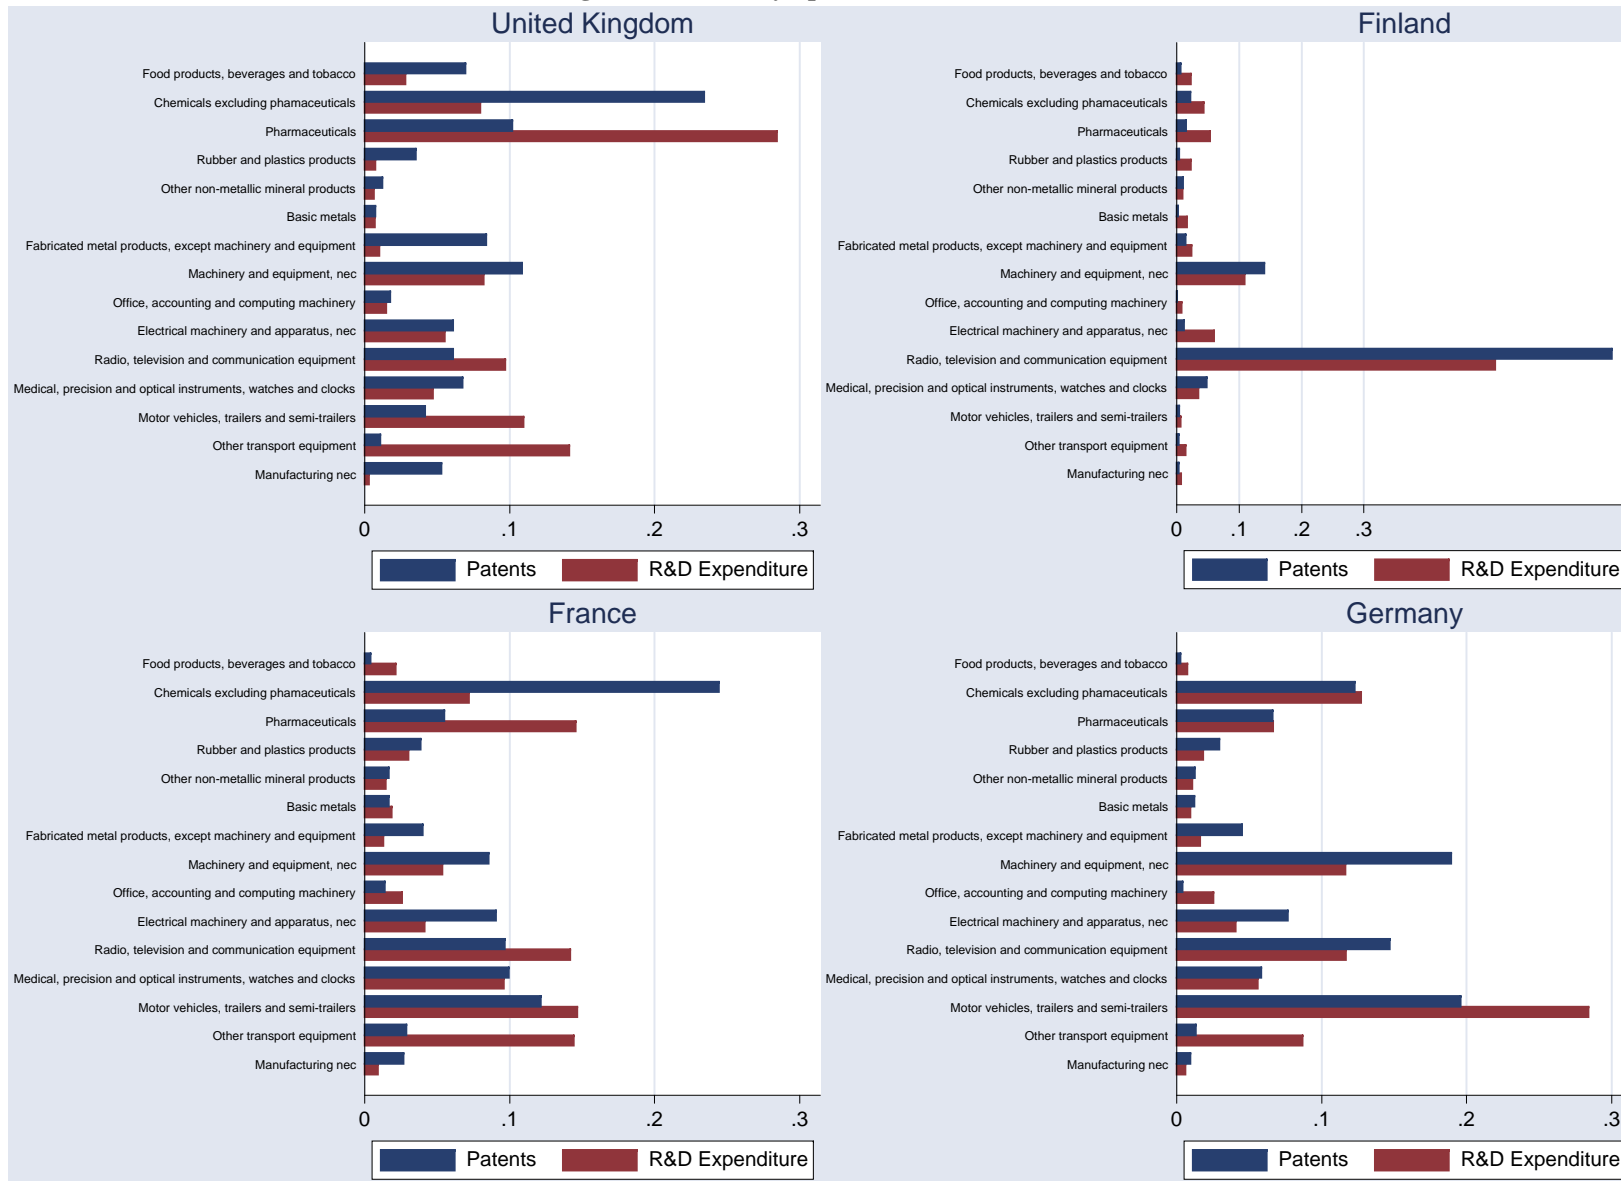 United Kingdom
Food products, beverages and tobacco
Chemicals excluding phamaceuticals
Pharmaceuticals
Rubber and plastics products
Other non-metallic mineral products
Basic metals
Fabricated metal products, except machinery and equipment
Machinery and equipment, nec
Office, accounting and computing machinery
Electrical machinery and apparatus, nec
Radio, television and communication equipment
Medical, precision and optical instruments, watches and clocks
Motor vehicles, trailers and semi-trailers
Other transport equipment
Manufacturing nec
0 .1 .2 .3
Patents R&D Expenditure
Finland
Food products, beverages and tobacco
Chemicals excluding phamaceuticals
Pharmaceuticals
Rubber and plastics products
Other non-metallic mineral products
Basic metals
Fabricated metal products, except machinery and equipment
Machinery and equipment, nec
Office, accounting and computing machinery
Electrical machinery and apparatus, nec
Radio, television and communication equipment
Medical, precision and optical instruments, watches and clocks
Motor vehicles, trailers and semi-trailers
Other transport equipment
Manufacturing nec
0 .1 .2 .3
Patents R&D Expenditure
France
Food products, beverages and tobacco
Chemicals excluding phamaceuticals
Pharmaceuticals
Rubber and plastics products
Other non-metallic mineral products
Basic metals
Fabricated metal products, except machinery and equipment
Machinery and equipment, nec
Office, accounting and computing machinery
Electrical machinery and apparatus, nec
Radio, television and communication equipment
Medical, precision and optical instruments, watches and clocks
Motor vehicles, trailers and semi-trailers
Other transport equipment
Manufacturing nec
0 .1 .2 .3
Patents R&D Expenditure
Germany
Food products, beverages and tobacco
Chemicals excluding phamaceuticals
Pharmaceuticals
Rubber and plastics products
Other non-metallic mineral products
Basic metals
Fabricated metal products, except machinery and equipment
Machinery and equipment, nec
Office, accounting and computing machinery
Electrical machinery and apparatus, nec
Radio, television and communication equipment
Medical, precision and optical instruments, watches and clocks
Motor vehicles, trailers and semi-trailers
Other transport equipment
Manufacturing nec
0 .1 .2 .3
Patents R&D Expenditure